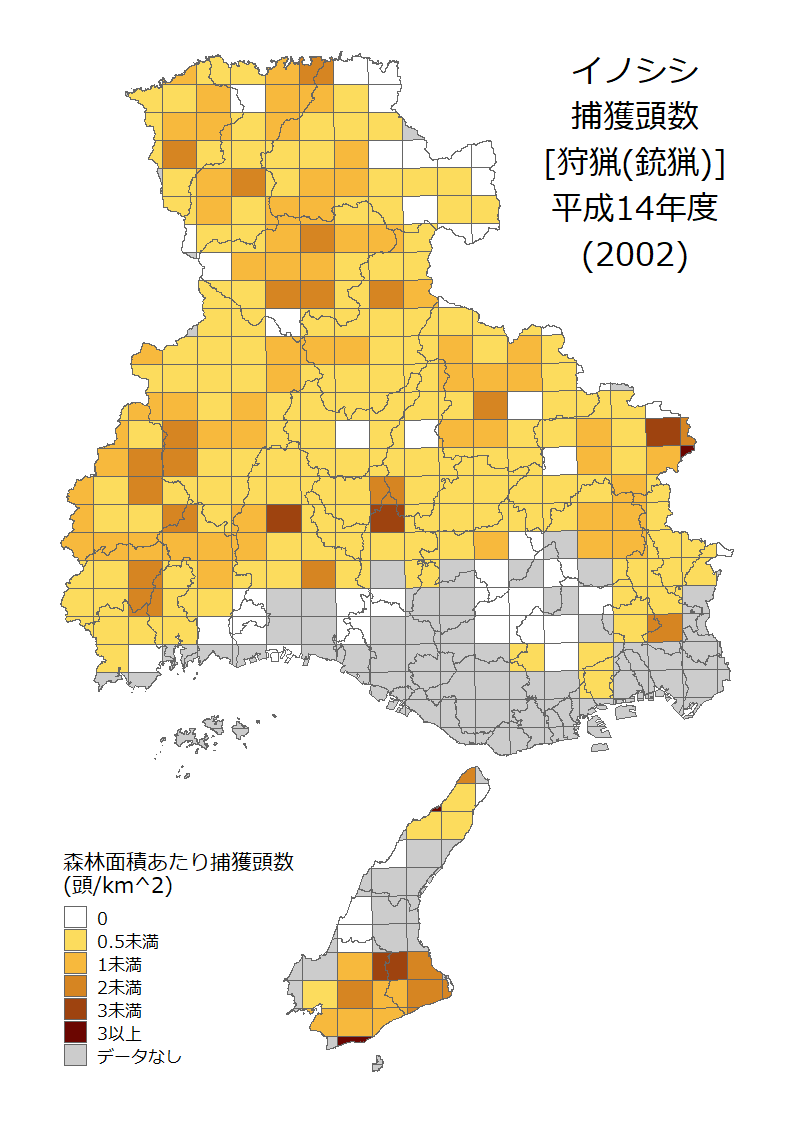 イノシシ
捕獲頭数
[狩猟(銃猟)]
平成14年度
(2002)
森林面積あたり捕獲頭数
(頭/km^2)
0
0.5未満
1未満
2未満
3未満
3以上
データなし